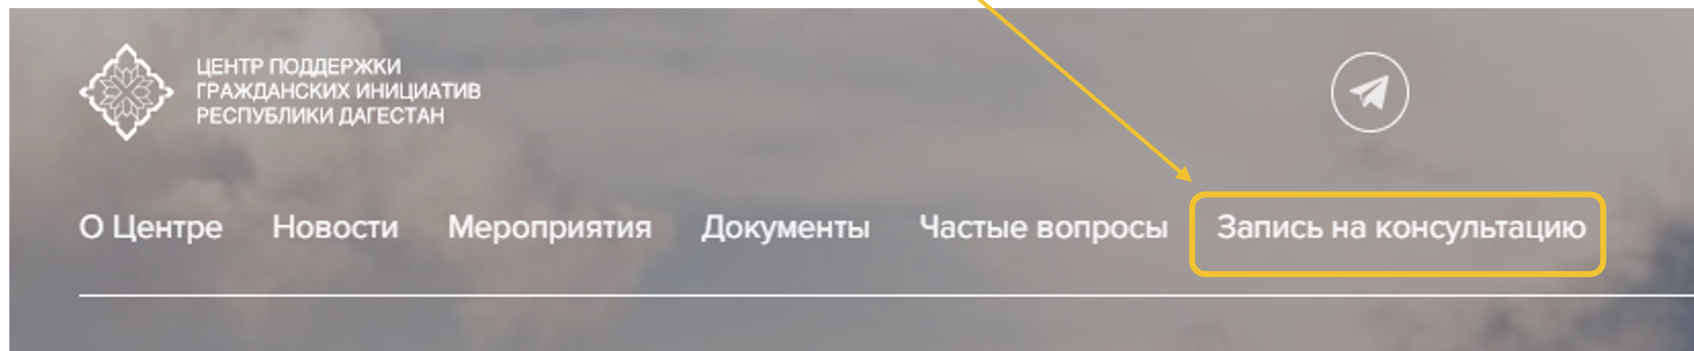 ЦЕНТР ПОДДЕРЖКИ
ГРАЖДАНСКИХ ИНИЦИАТИВ
РЕСПУБЛИКИ ДАГЕСТАН
О Центре Новости Мероприятия Документы Частые вопросы Запись на консультацию